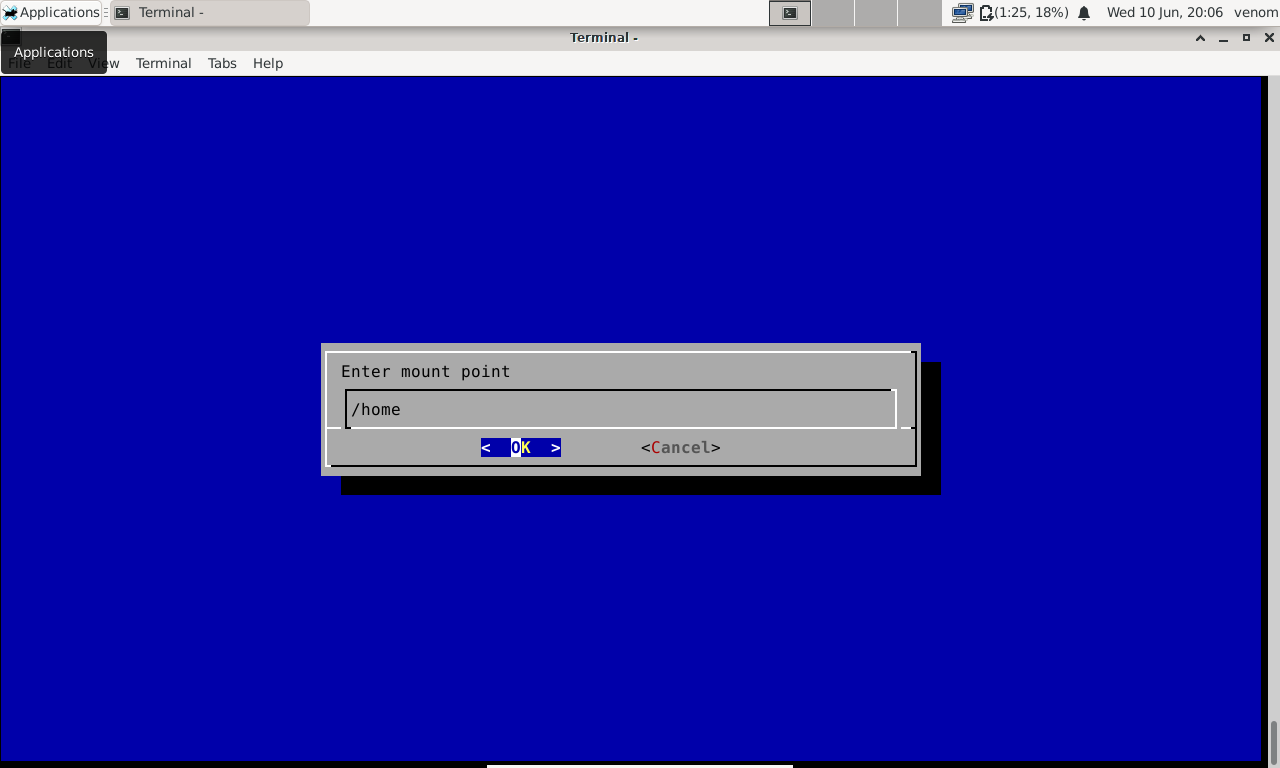 Applications
Terminal -
(1:25, 18%)
Wed 10 Jun, 20:06
venom
Terminal -
Applications
File Edit View Terminal Tabs Help
Enter mount point
/home
< OK > <Cancel>